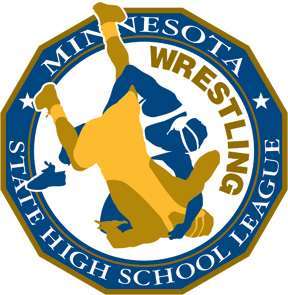 MINNESOTA
WRESTLING
STATE HIGH SCHOOL LEAGUE